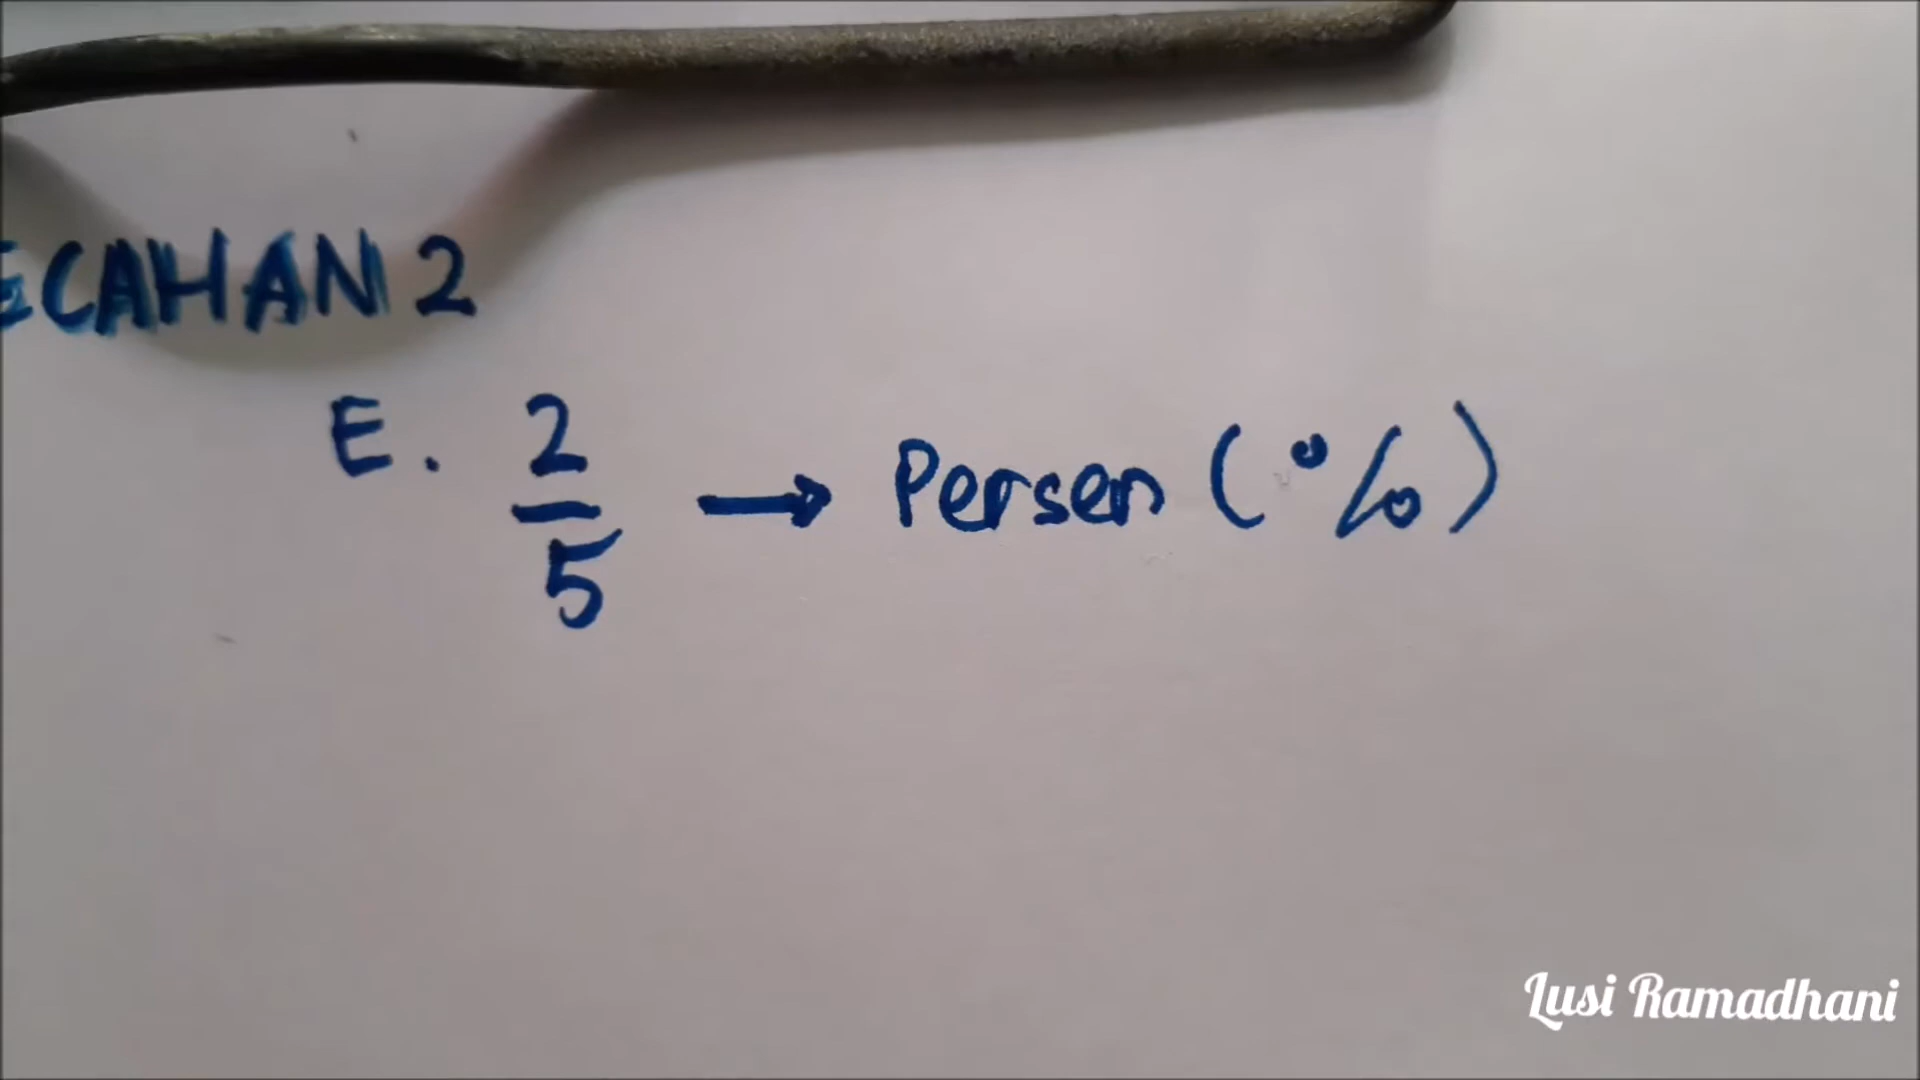 ECAHAN 2
E. 2/5 → Persen (%)
Lusi Ramadhani